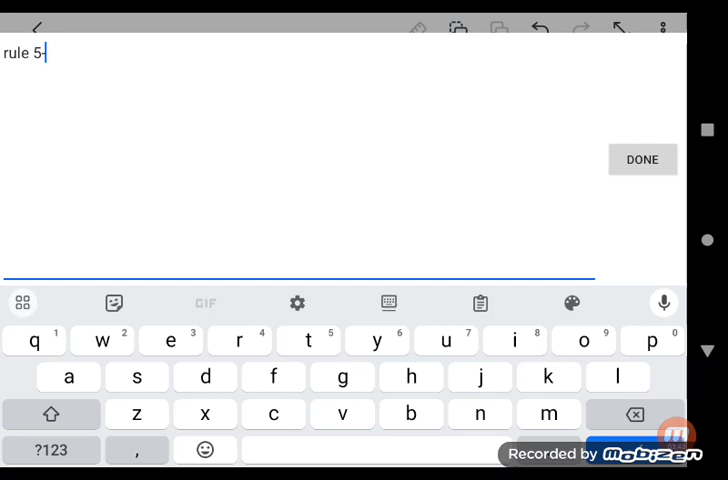 rule 5-
DONE
GIF
q 1 w 2 e 3 r 4 t 5 y 6 u 7 i 8 o 9 p 0
a s d f g h j k l
z x c v b n m
?123 ,
Recorded by mobizen